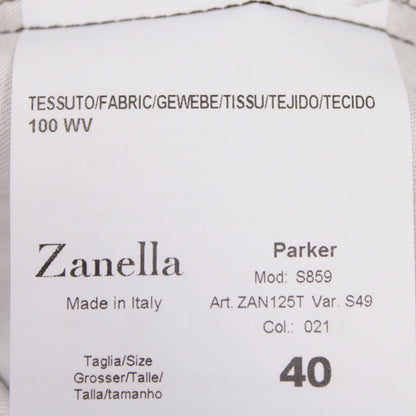 TESSUTO/FABRIC/GEWEBE/TISSU/TEJIDO/TECIDO
100 WV
Zanella
Made in Italy
Parker
Mod: S859
Art. ZAN125T Var. S49
Col.: 021
Taglia/Size
Grosser/Talle/
Talla/tamanho
40